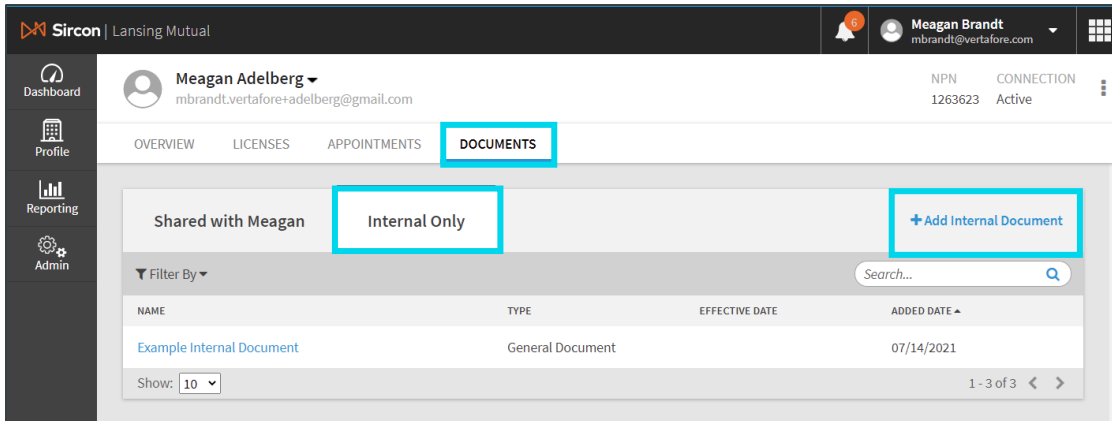 Sircon | Lansing Mutual
6
Meagan Brandt
mbrandt@vertafore.com
Dashboard
Profile
Reporting
Admin
Meagan Adelberg
mbrandt.vertafore+adelberg@gmail.com
NPN CONNECTION
1263623 Active
OVERVIEW LICENSES APPOINTMENTS DOCUMENTS
Shared with Meagan Internal Only + Add Internal Document
Filter By Search...
NAME TYPE EFFECTIVE DATE ADDED DATE
Example Internal Document General Document 07/14/2021
Show: 10 1 - 3 of 3